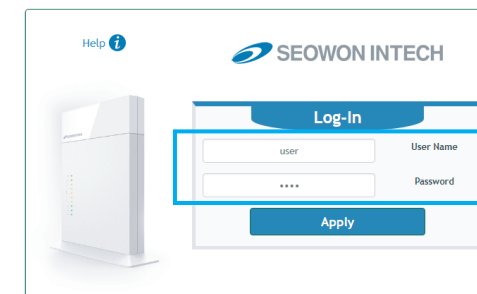 Help i
SEOWON INTECH
Log-In
user
User Name
••••
Password
Apply